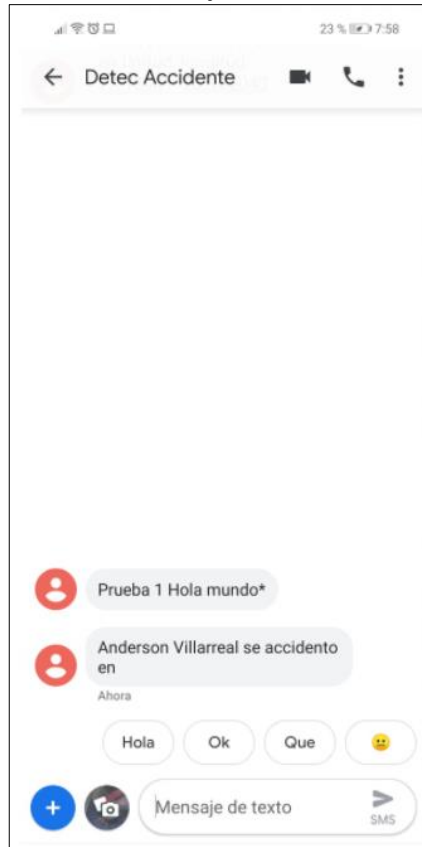 23 % 7:58
Detec Accidente
Prueba 1 Hola mundo*
Anderson Villarreal se accidento
en
Ahora
Hola Ok Que
Mensaje de texto
SMS